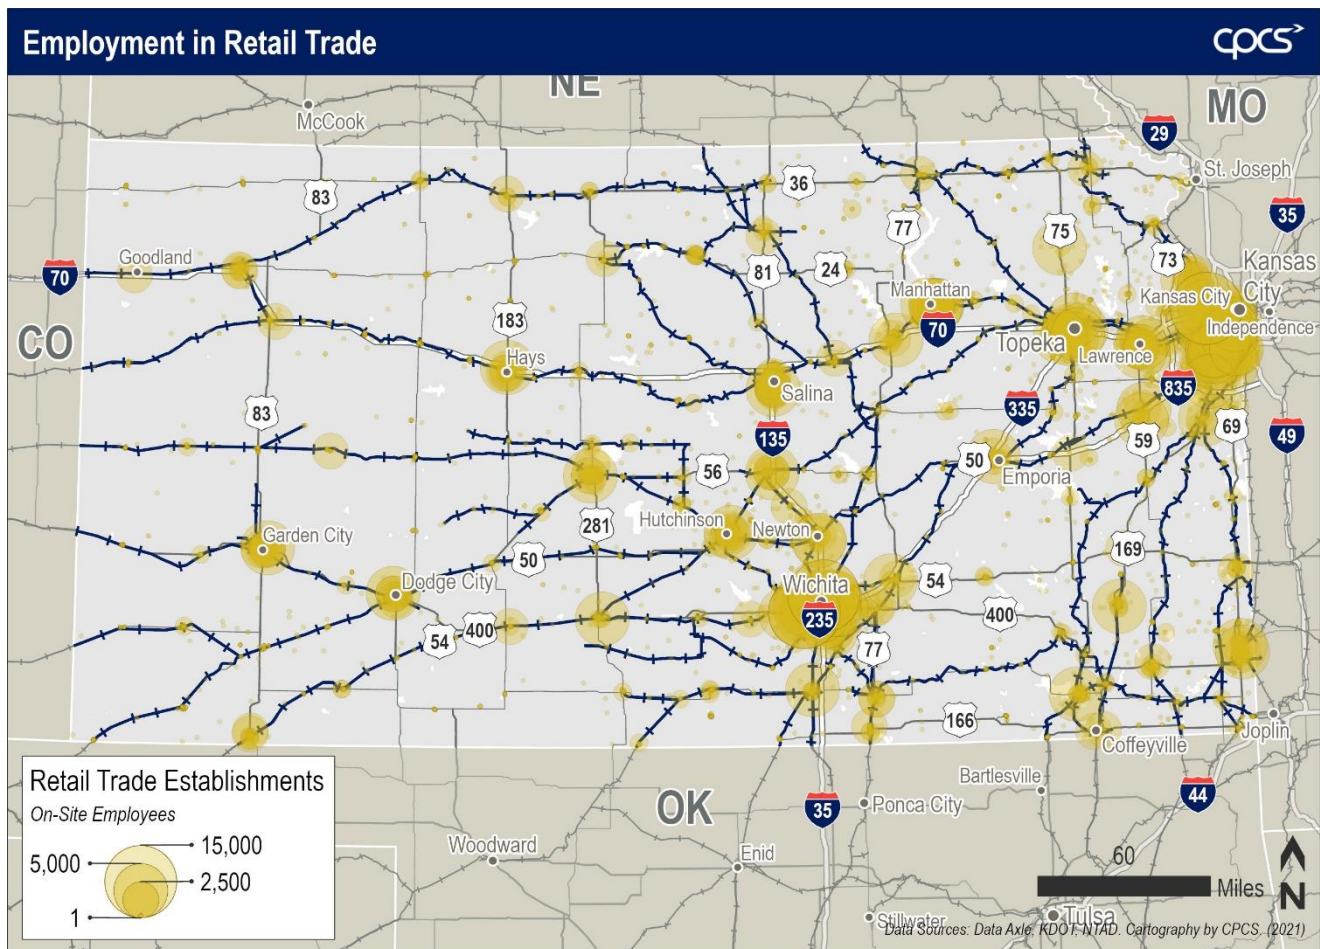 Employment in Retail Trade
cpcs
NE
MO
McCook
29
St. Joseph
83
36
35
77
75
Goodland
70
81
24
73
Kansas
City
Kansas City
Manhattan
183
70
Independence
CO
Topeka
Lawrence
Hays
835
Salina
335
83
135
59
69
49
50
56
Emporia
Hutchinson
Newton
281
Garden City
50
169
Dodge City
Wichita
54
235
400
400
54
77
166
Joplin
Coffeyville
Bartlesville
44
OK
35
Ponca City
Woodward
Enid
60
Miles
N
Stillwater
Tulsa
Retail Trade Establishments
On-Site Employees
15,000
5,000
2,500
1
Data Sources: Data Axle, KDOT, NTAD. Cartography by CPCS. (2021)